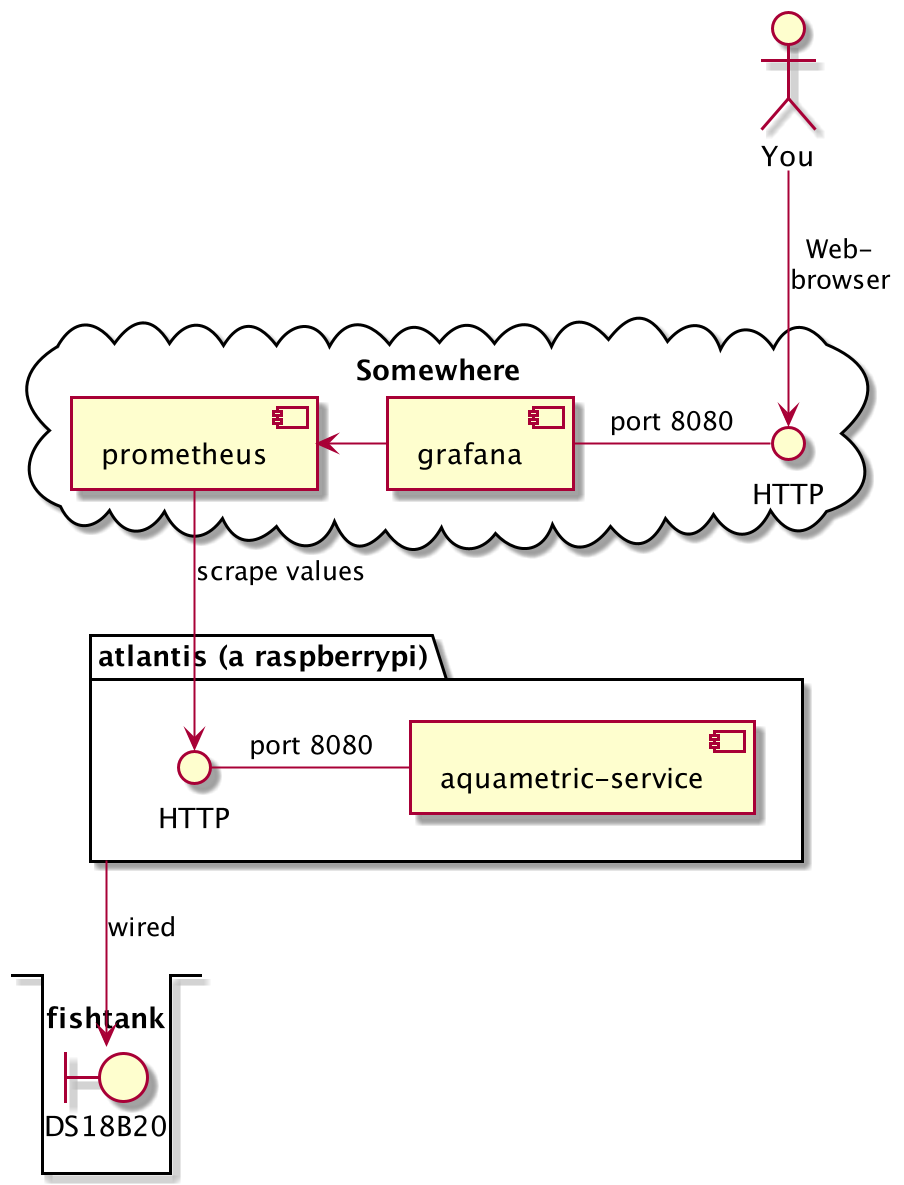 You
Web-
browser
Somewhere
prometheus
grafana
port 8080
HTTP
scrape values
atlantis (a raspberrypi)
port 8080
HTTP
aquametric-service
wired
fishtank
DS18B20